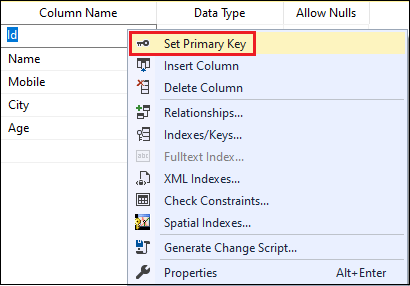 Column Name Data Type Allow Nulls
Id
Set Primary Key
Name
Insert Column
Mobile
Delete Column
City
Relationships...
Age
Indexes/Keys...
Fulltext Index...
XML Indexes...
Check Constraints...
Spatial Indexes...
Generate Change Script...
Properties Alt+Enter